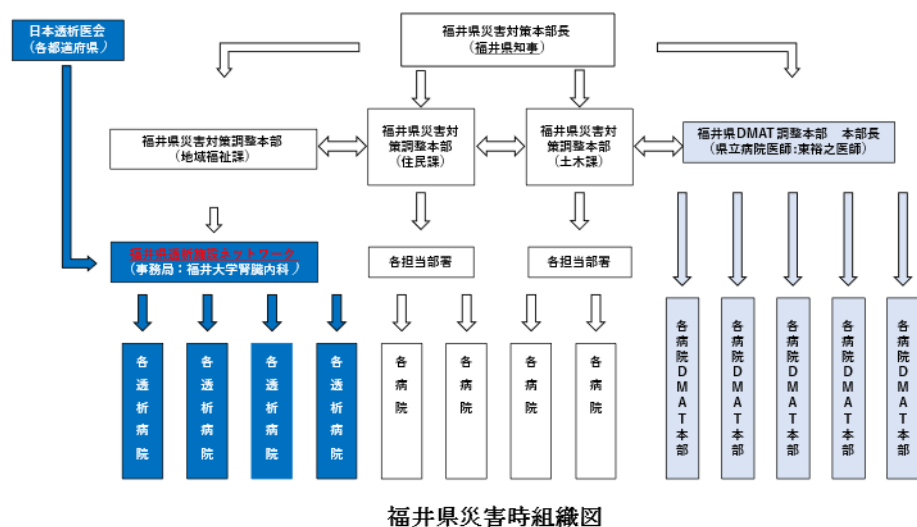 日本透析医会
(各都道府県)
福井県災害対策本部長
(福井県知事)
福井県災害対策調整本部
(地域福祉課)
福井県災害対
策調整本部
(住民課)
福井県災害対
策調整本部
(土木課)
福井県DMAT調整本部 本部長
(県立病院医師:東裕之医師)
福井県透析施設ネットワーク
(事務局:福井大学腎臓内科)
各担当部署
各担当部署
各透析病院
各透析病院
各透析病院
各透析病院
各病院
各病院
各病院
各病院
各病院DMAT本部
各病院DMAT本部
各病院DMAT本部
各病院DMAT本部
各病院DMAT本部
福井県災害時組織図